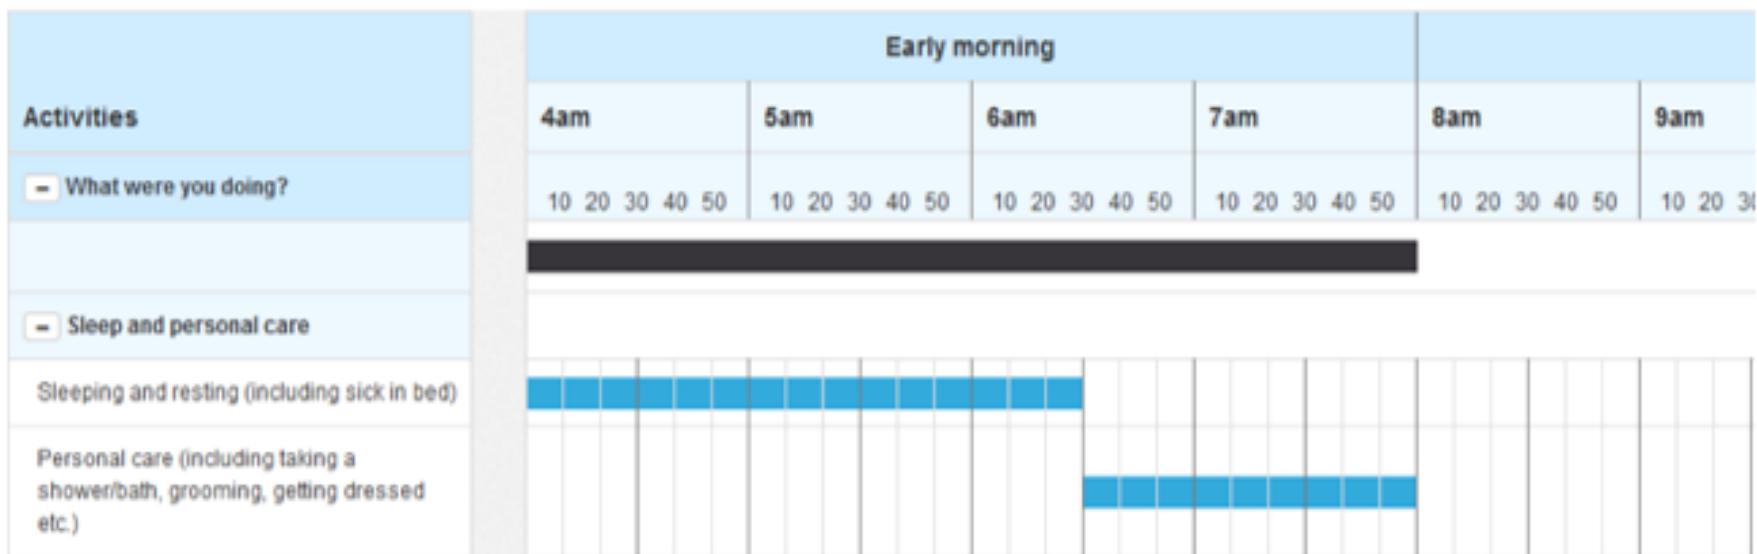 Early morning
Activities
4am 5am 6am 7am 8am 9am
What were you doing?
10 20 30 40 50 10 20 30 40 50 10 20 30 40 50 10 20 30 40 50 10 20 30 40 50 10 20 30
Sleep and personal care
Sleeping and resting (including sick in bed)
Personal care (including taking a
shower/bath, grooming, getting dressed
etc.)